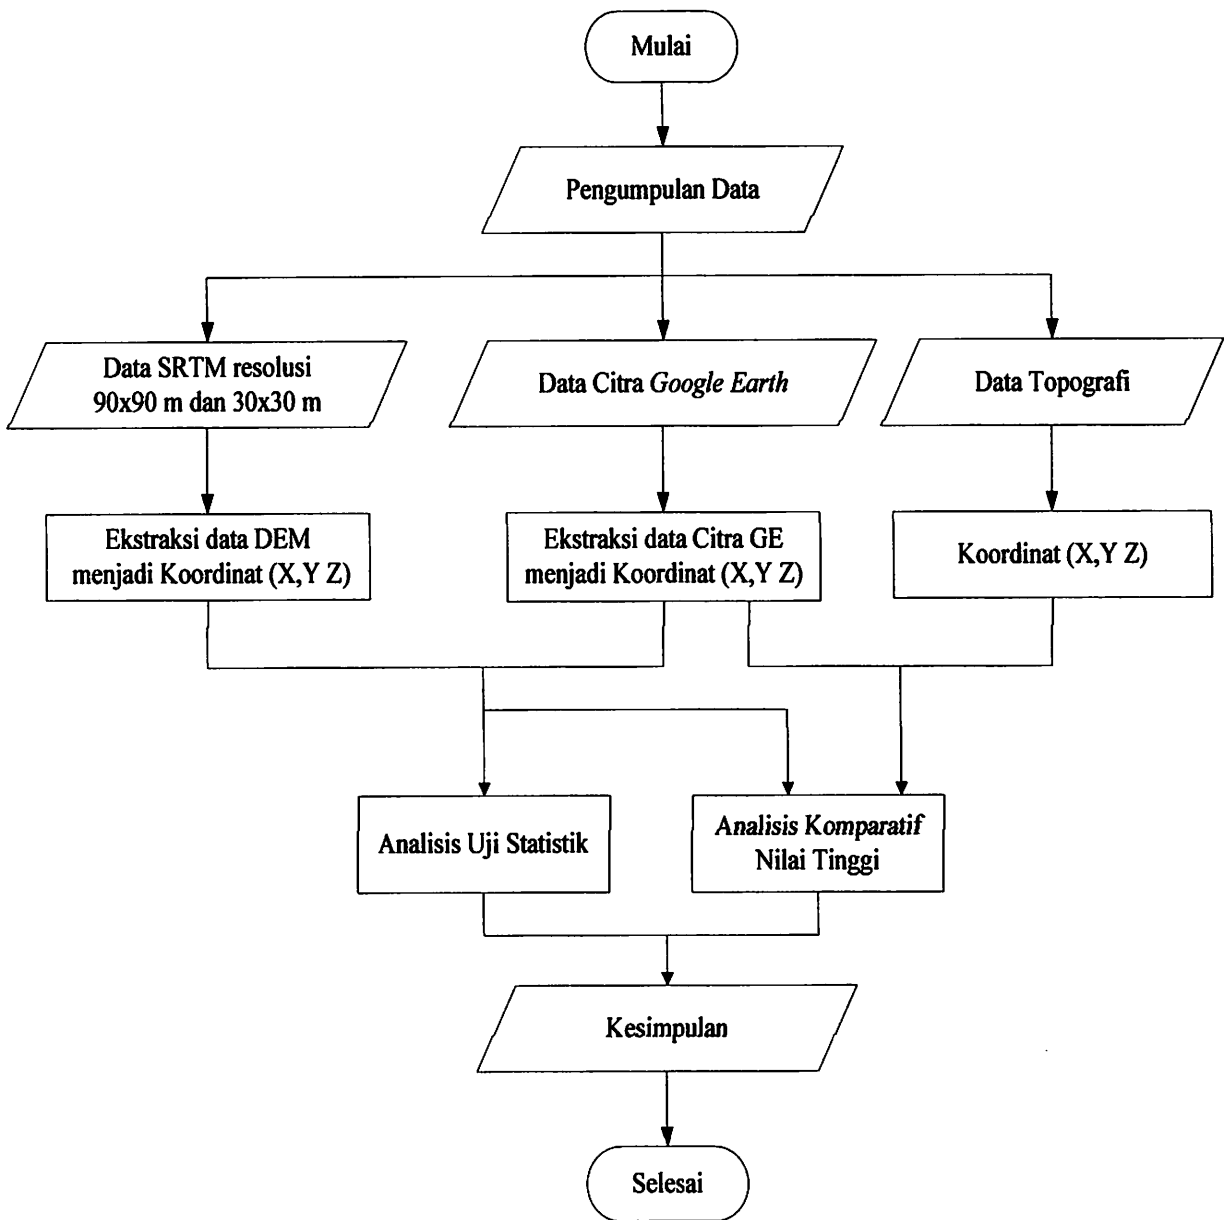 Mulai
Pengumpulan Data
Data SRTM resolusi
90x90 m dan 30x30 m
Data Citra Google Earth
Data Topografi
Ekstraksi data DEM
menjadi Koordinat (X,Y Z)
Ekstraksi data Citra GE
menjadi Koordinat (X,Y Z)
Koordinat (X,Y Z)
Analisis Uji Statistik
Analisis Komparatif
Nilai Tinggi
Kesimpulan
Selesai